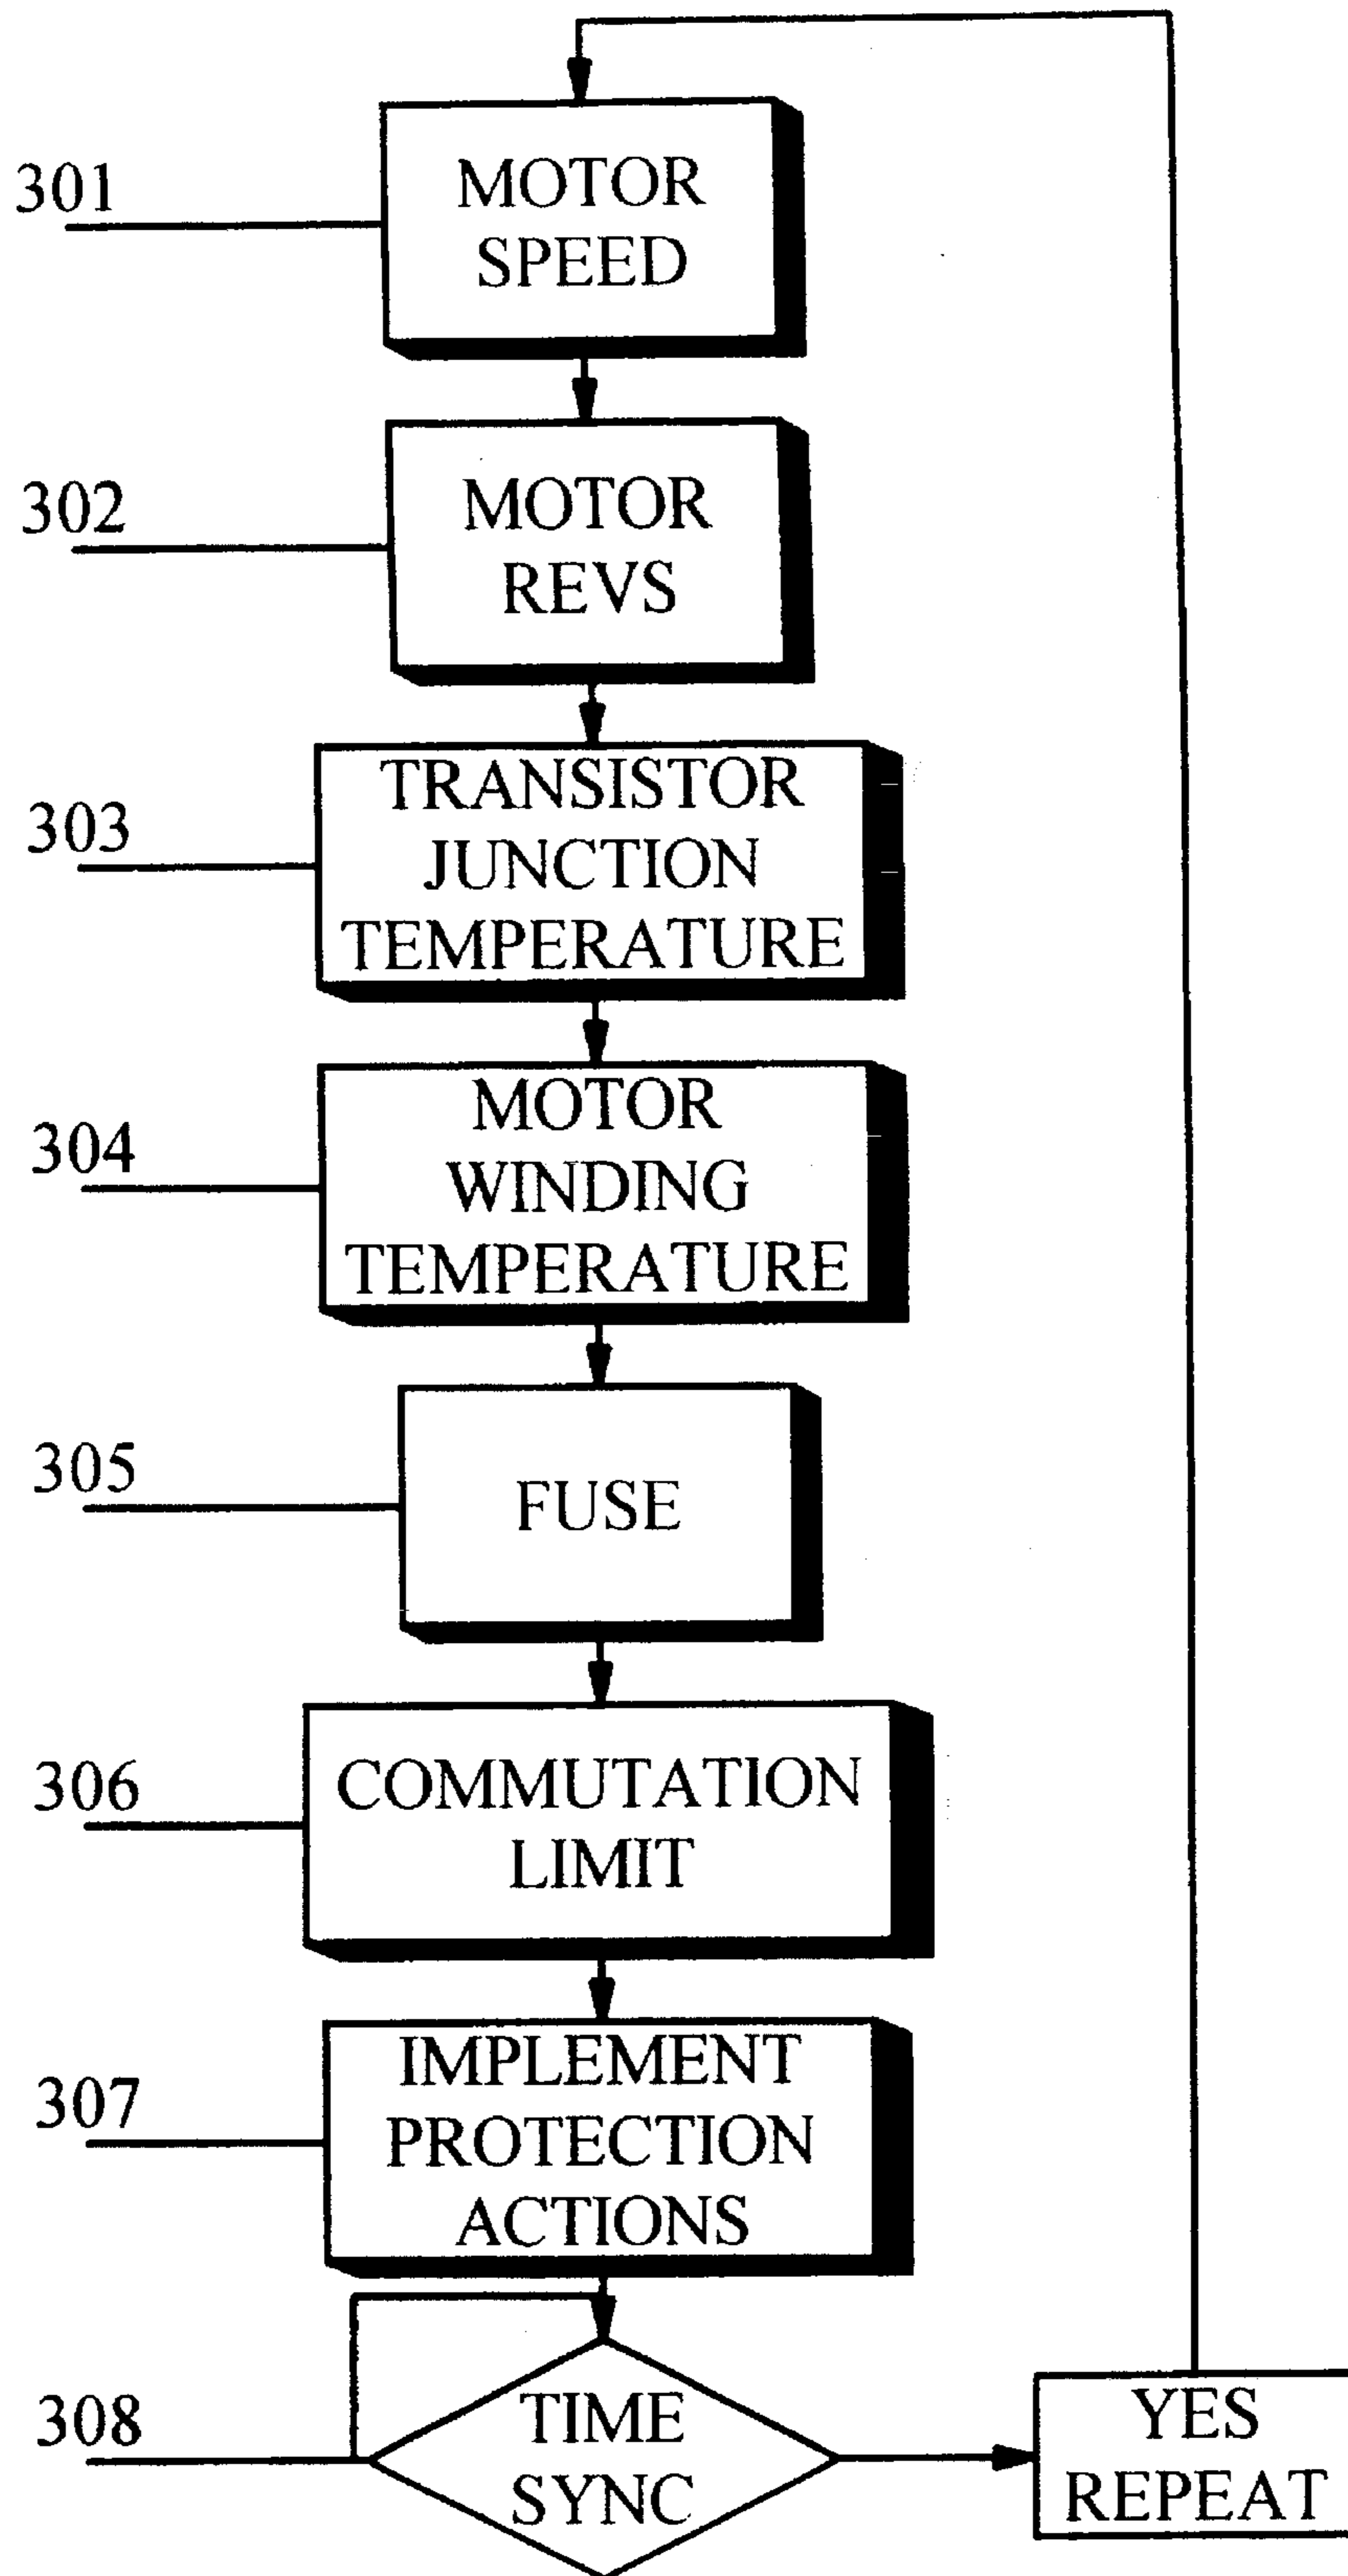 301
MOTOR
SPEED
302
MOTOR
REVS
303
TRANSISTOR
JUNCTION
TEMPERATURE
304
MOTOR
WINDING
TEMPERATURE
305
FUSE
306
COMMUTATION
LIMIT
307
IMPLEMENT
PROTECTION
ACTIONS
308
TIME
SYNC
YES
REPEAT